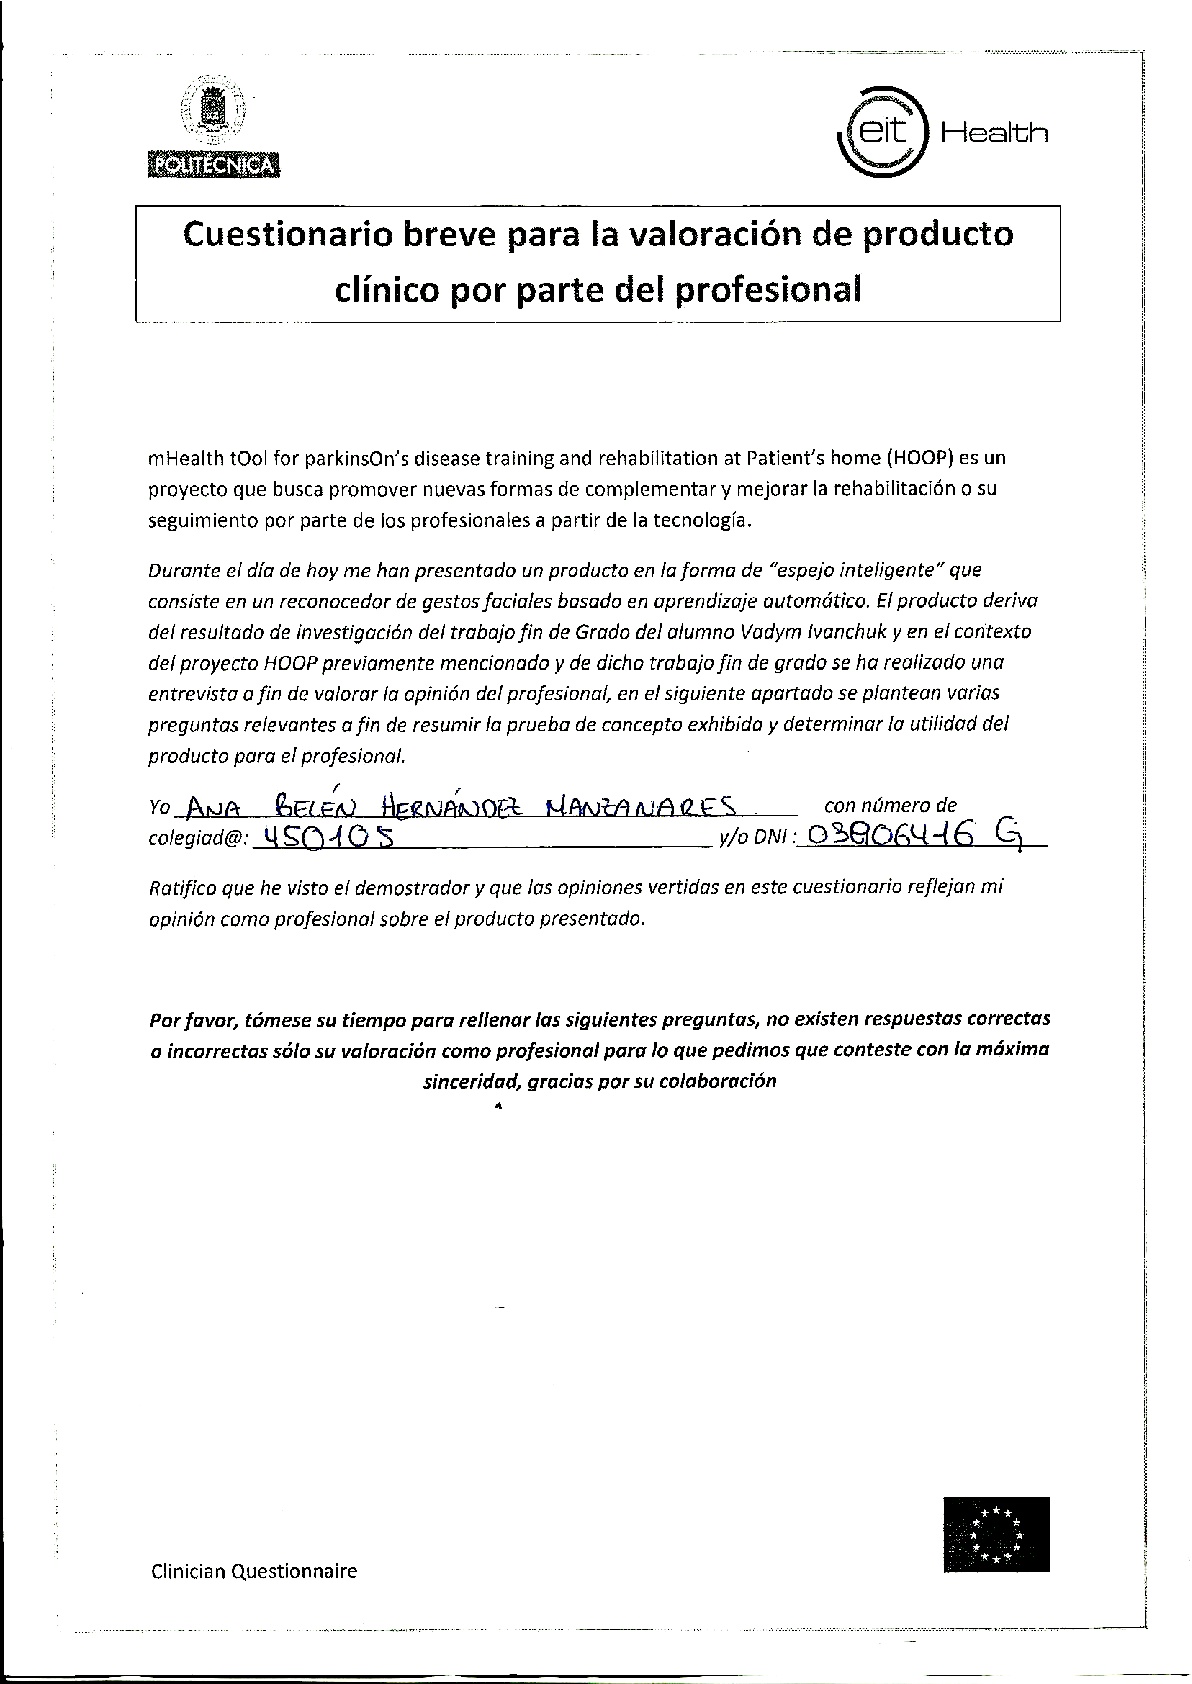 POLITÉCNICA
eit Health
Cuestionario breve para la valoración de producto
clínico por parte del profesional
mHealth tOol for parkinsOn's disease training and rehabilitation at Patient's home (HOOP) es un
proyecto que busca promover nuevas formas de complementar y mejorar la rehabilitación o su
seguimiento por parte de los profesionales a partir de la tecnología.
Durante el día de hoy me han presentado un producto en la forma de "espejo inteligente" que
consiste en un reconocedor de gestos faciales basado en aprendizaje automático. El producto deriva
del resultado de investigación del trabajo fin de Grado del alumno Vadym Ivanchuk y en el contexto
del proyecto HOOP previamente mencionado y de dicho trabajo fin de grado se ha realizado una
entrevista a fin de valorar la opinión del profesional, en el siguiente apartado se plantean varias
preguntas relevantes a fin de resumir la prueba de concepto exhibida y determinar la utilidad del
producto para el profesional.
Yo ANA BELÉN HERNÁNDEZ MANZANARES con número de
colegiad@: 450105 y/o DNI: 03806416 G
Ratifico que he visto el demostrador y que las opiniones vertidas en este cuestionario reflejan mi
opinión como profesional sobre el producto presentado.
Por favor, tómese su tiempo para rellenar las siguientes preguntas, no existen respuestas correctas
o incorrectas sólo su valoración como profesional para lo que pedimos que conteste con la máxima
sinceridad, gracias por su colaboración
Clinician Questionnaire